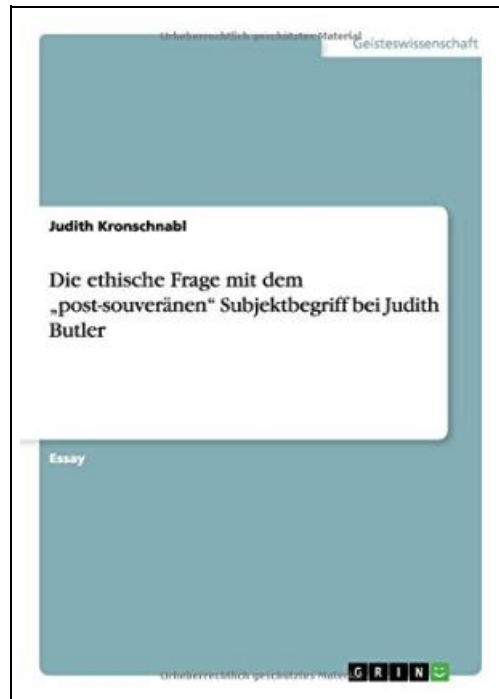 Urheberrechtlich geschütztes Material
Geisteswissenschaft
Judith Kronschnabl
Die ethische Frage mit dem
„post-souveränen“ Subjektbegriff bei Judith
Butler
Essay
Urheberrechtlich geschütztes
GRIN